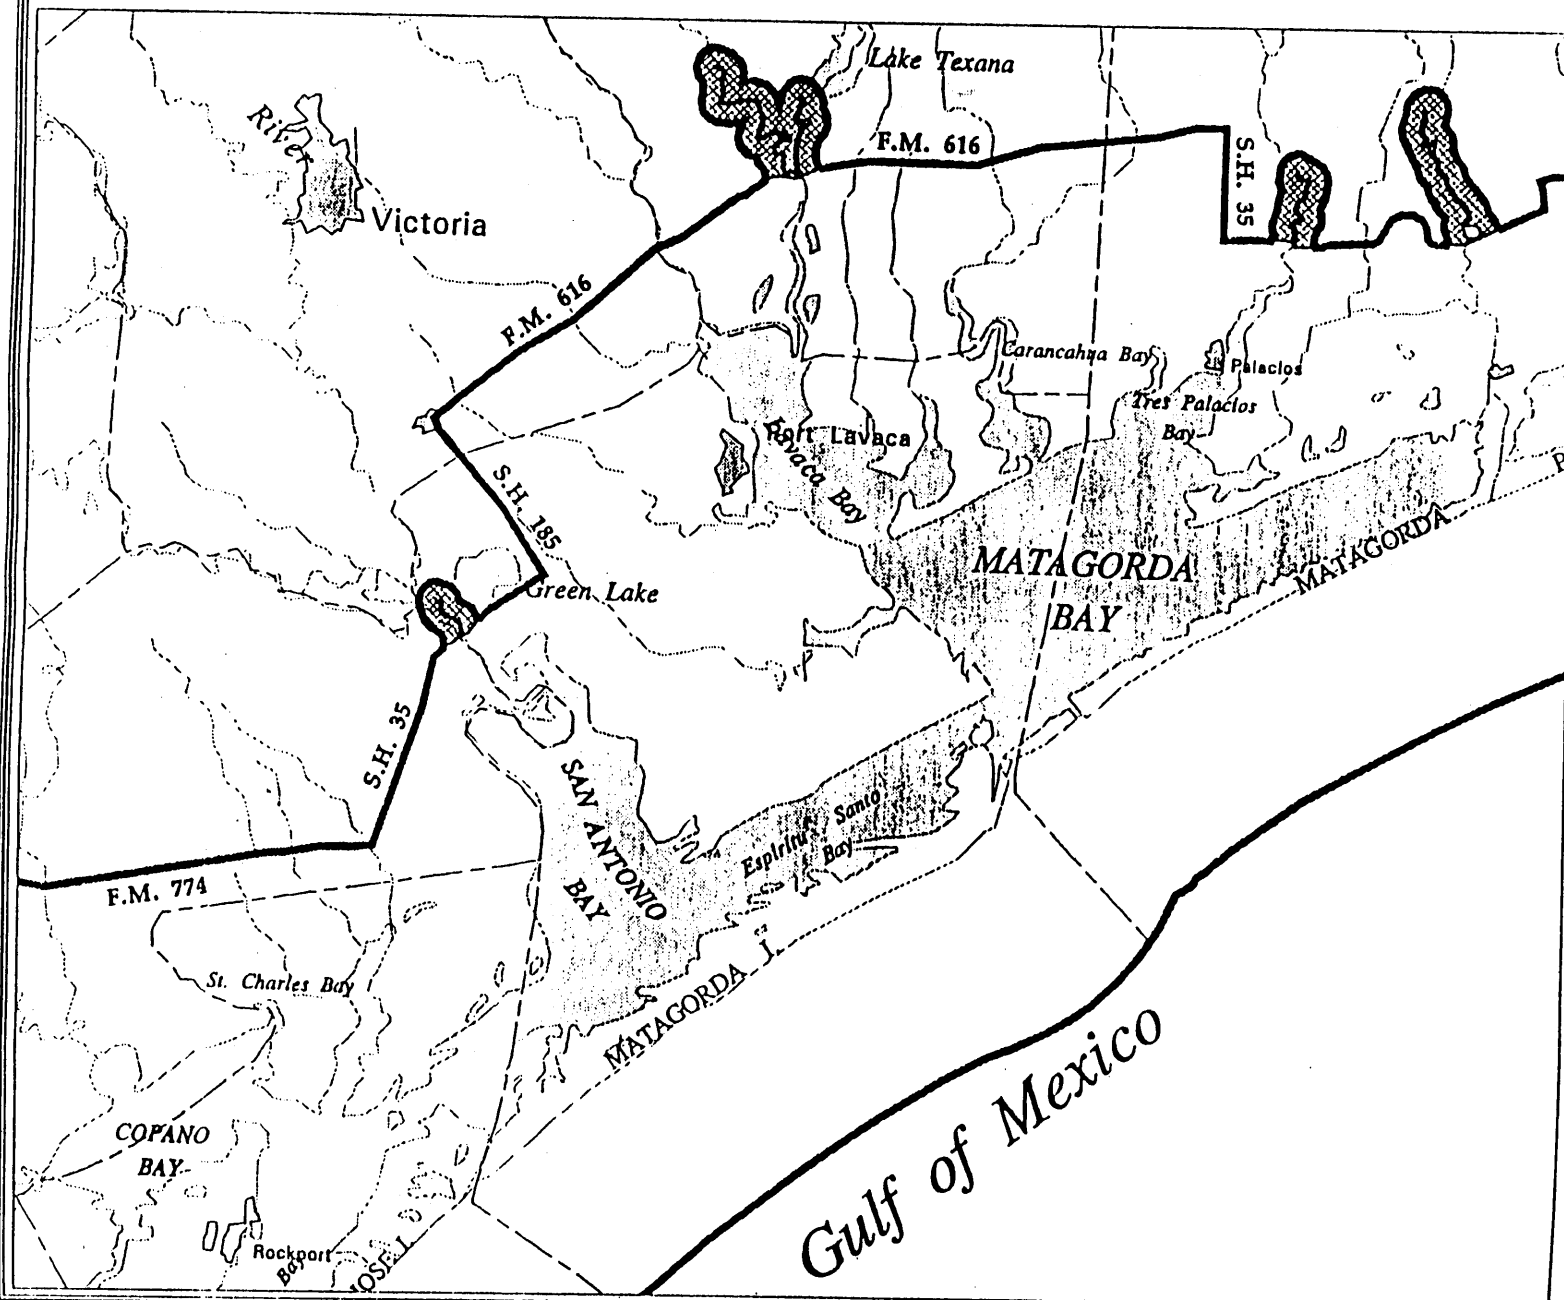 Lake Texana
River
F.M. 616
S.H. 35
Victoria
F.M. 616
Carancahua Bay
Palacios
Tres Palacios
Bay
Port Lavaca
Lavaca Bay
S.H. 185
MATAGORDA
BAY
MATAGORDA
P
Green Lake
S.H. 35
SAN ANTONIO
BAY
Espiritu Santo
Bay
F.M. 774
St. Charles Bay
MATAGORDA I.
Gulf of Mexico
COPANO
BAY
Rockport
Bay
JOSE I.